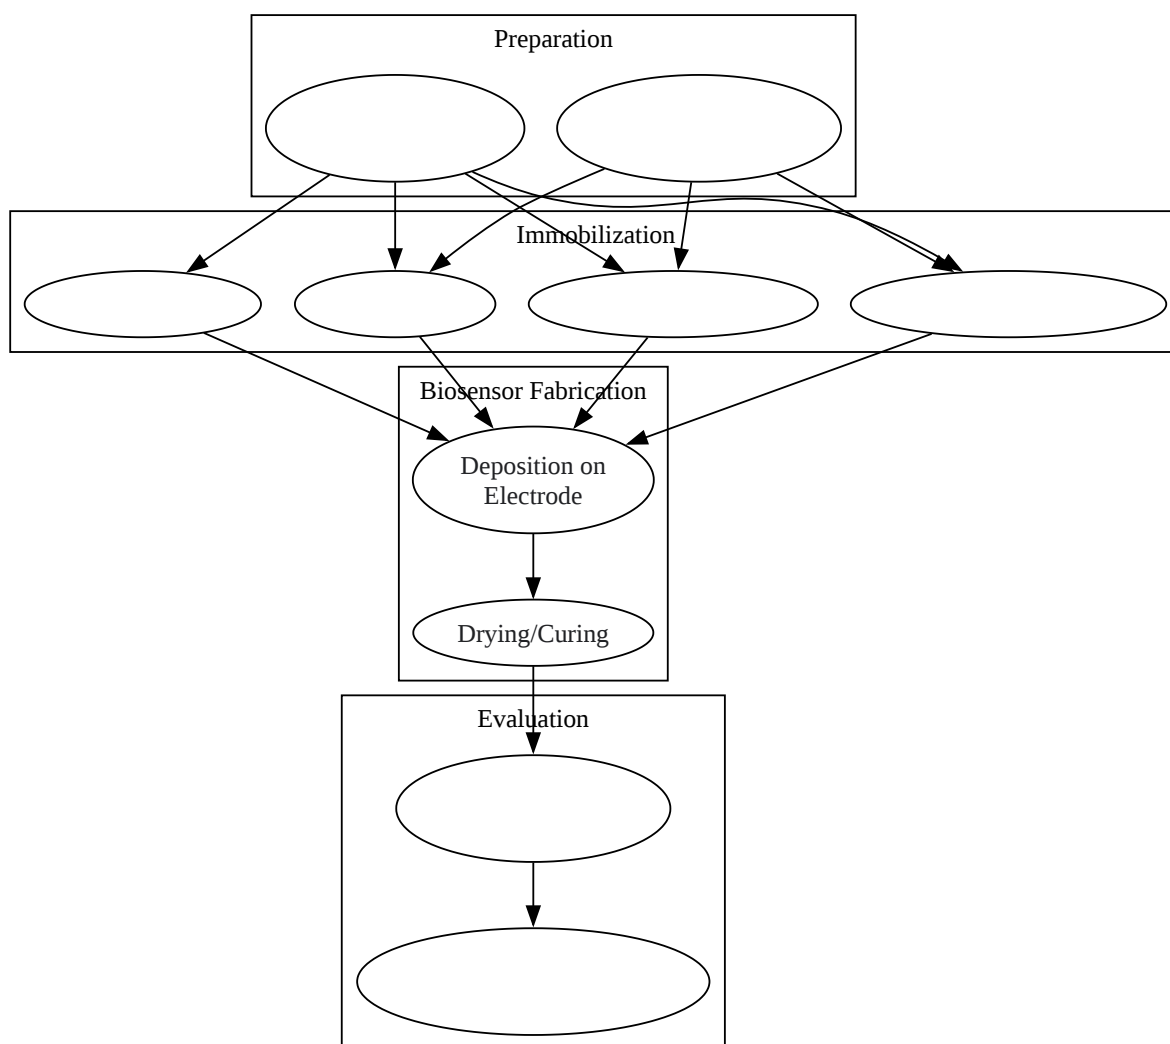 Preparation
Immobilization
Biosensor Fabrication
Deposition on
Electrode
Drying/Curing
Evaluation